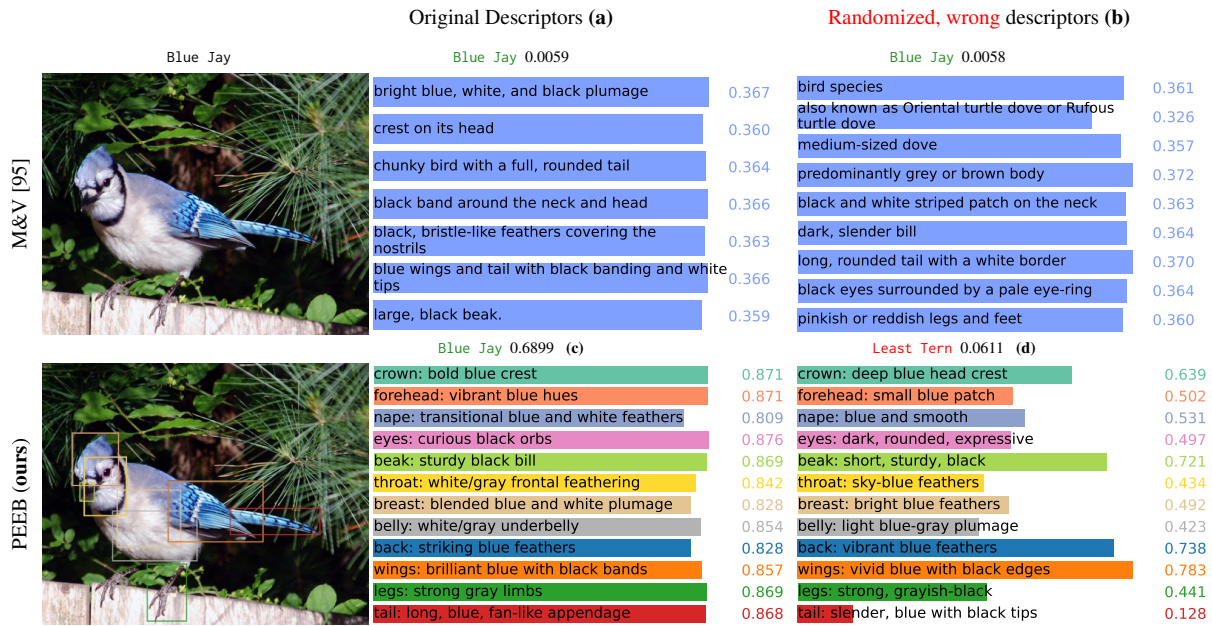 Original Descriptors (a)
Randomized, wrong descriptors (b)
Blue Jay
Blue Jay 0.0059
Blue Jay 0.0058
M&V [95]
bright blue, white, and black plumage 0.367
crest on its head 0.360
chunky bird with a full, rounded tail 0.364
black band around the neck and head 0.366
black, bristle-like feathers covering the
nostrils 0.363
blue wings and tail with black banding and white
tips 0.366
large, black beak. 0.359
bird species 0.361
also known as Oriental turtle dove or Rufous
turtle dove 0.326
medium-sized dove 0.357
predominantly grey or brown body 0.372
black and white striped patch on the neck 0.363
dark, slender bill 0.364
long, rounded tail with a white border 0.370
black eyes surrounded by a pale eye-ring 0.364
pinkish or reddish legs and feet 0.360
PEEB (ours)
Blue Jay 0.6899 (c)
crown: bold blue crest 0.871
forehead: vibrant blue hues 0.871
nape: transitional blue and white feathers 0.809
eyes: curious black orbs 0.876
beak: sturdy black bill 0.869
throat: white/gray frontal feathering 0.842
breast: blended blue and white plumage 0.828
belly: white/gray underbelly 0.854
back: striking blue feathers 0.828
wings: brilliant blue with black bands 0.857
legs: strong gray limbs 0.869
tail: long, blue, fan-like appendage 0.868
Least Tern 0.0611 (d)
crown: deep blue head crest 0.639
forehead: small blue patch 0.502
nape: blue and smooth 0.531
eyes: dark, rounded, expressive 0.497
beak: short, sturdy, black 0.721
throat: sky-blue feathers 0.434
breast: bright blue feathers 0.492
belly: light blue-gray plumage 0.423
back: vibrant blue feathers 0.738
wings: vivid blue with black edges 0.783
legs: strong, grayish-black 0.441
tail: slender, blue with black tips 0.128